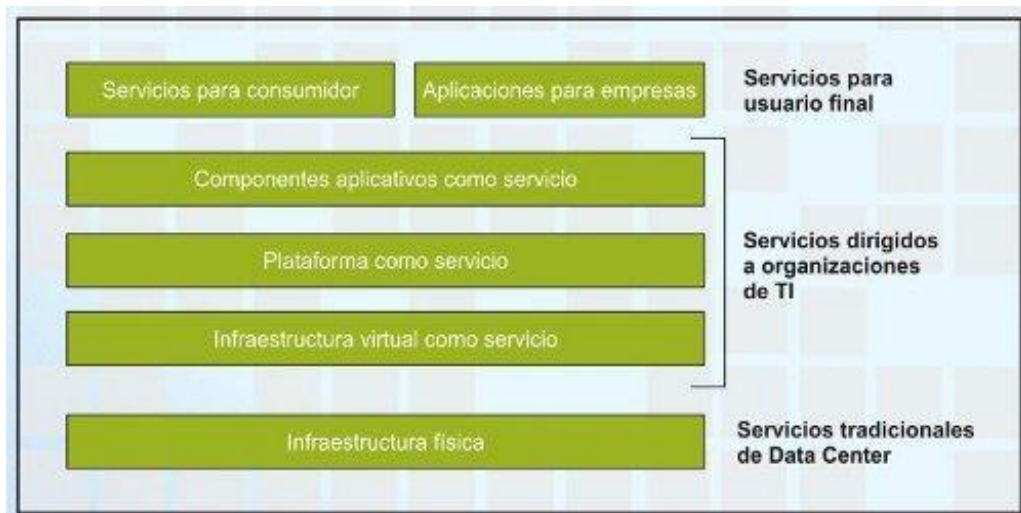 Servicios para consumidor
Aplicaciones para empresas
Servicios para
usuario final
Componentes aplicativos como servicio
Plataforma como servicio
Infraestructura virtual como servicio
Servicios dirigidos
a organizaciones
de TI
Infraestructura física
Servicios tradicionales
de Data Center